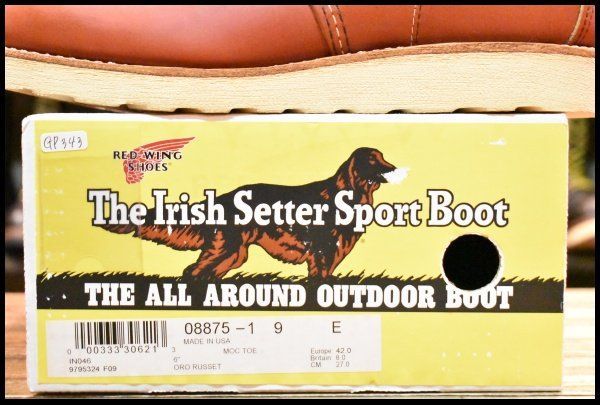 GP343
RED WING
SHOES®
The Irish Setter Sport Boot
THE ALL AROUND OUTDOOR BOOT
08875-1 9 E
MADE IN USA
0 00333 30621 3
MOC TOE
IN046 6" Europe: 42.0
Britain 8.0
9795324 F09 ORO RUSSET CM 27.0